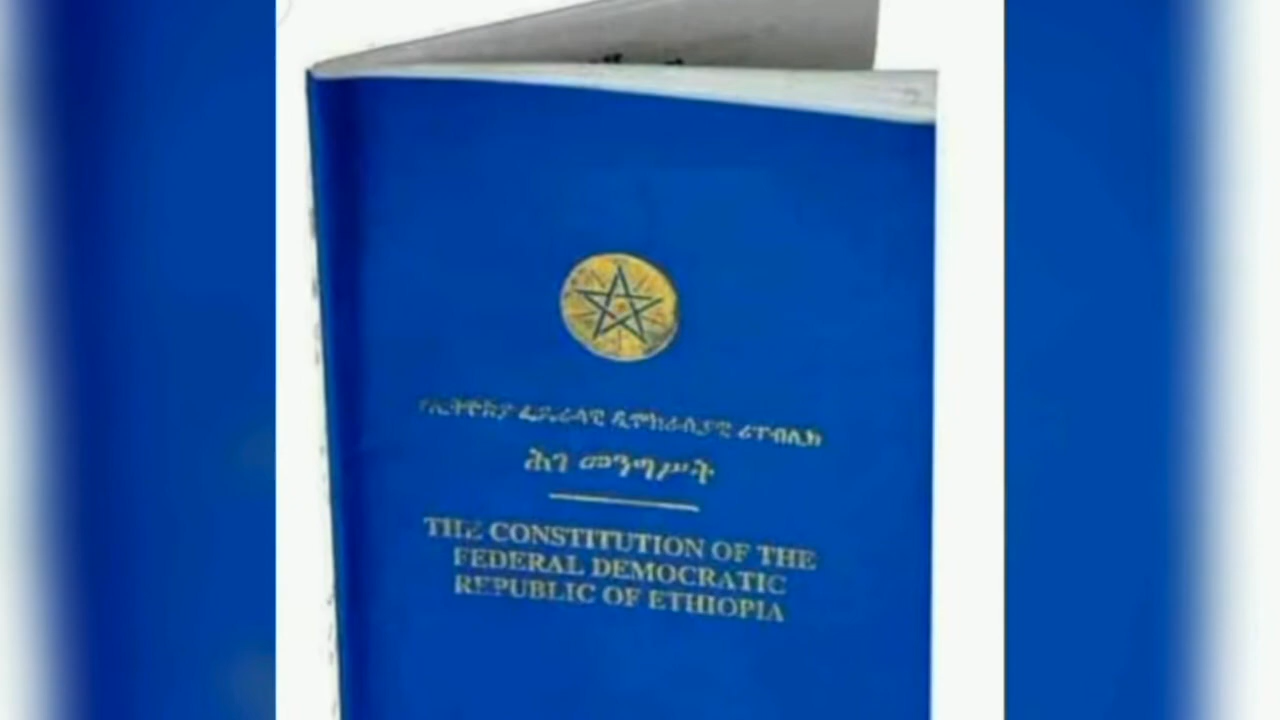 የኢትዮጵያ ፌዴራላዊ ዲሞክራሲያዊ ሪፐብሊክ
ሕገ መንግሥት
THE CONSTITUTION OF THE
FEDERAL DEMOCRATIC
REPUBLIC OF ETHIOPIA